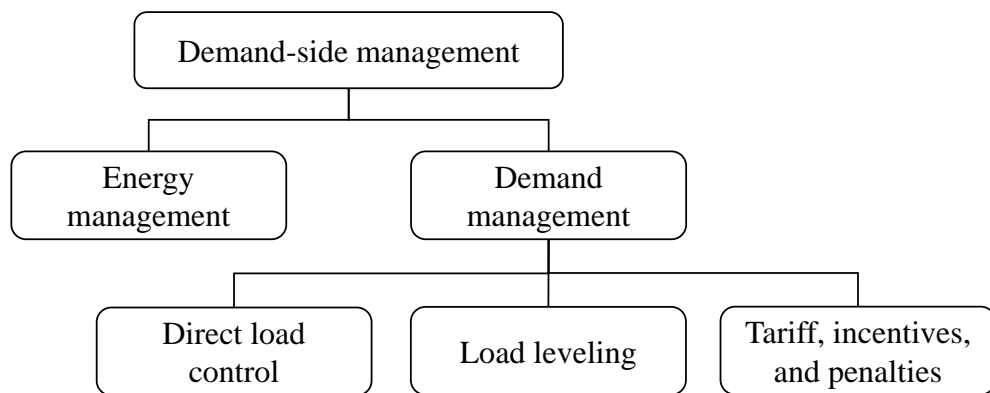 Demand-side management
Energy
management
Demand
management
Direct load
control
Load leveling
Tariff, incentives,
and penalties